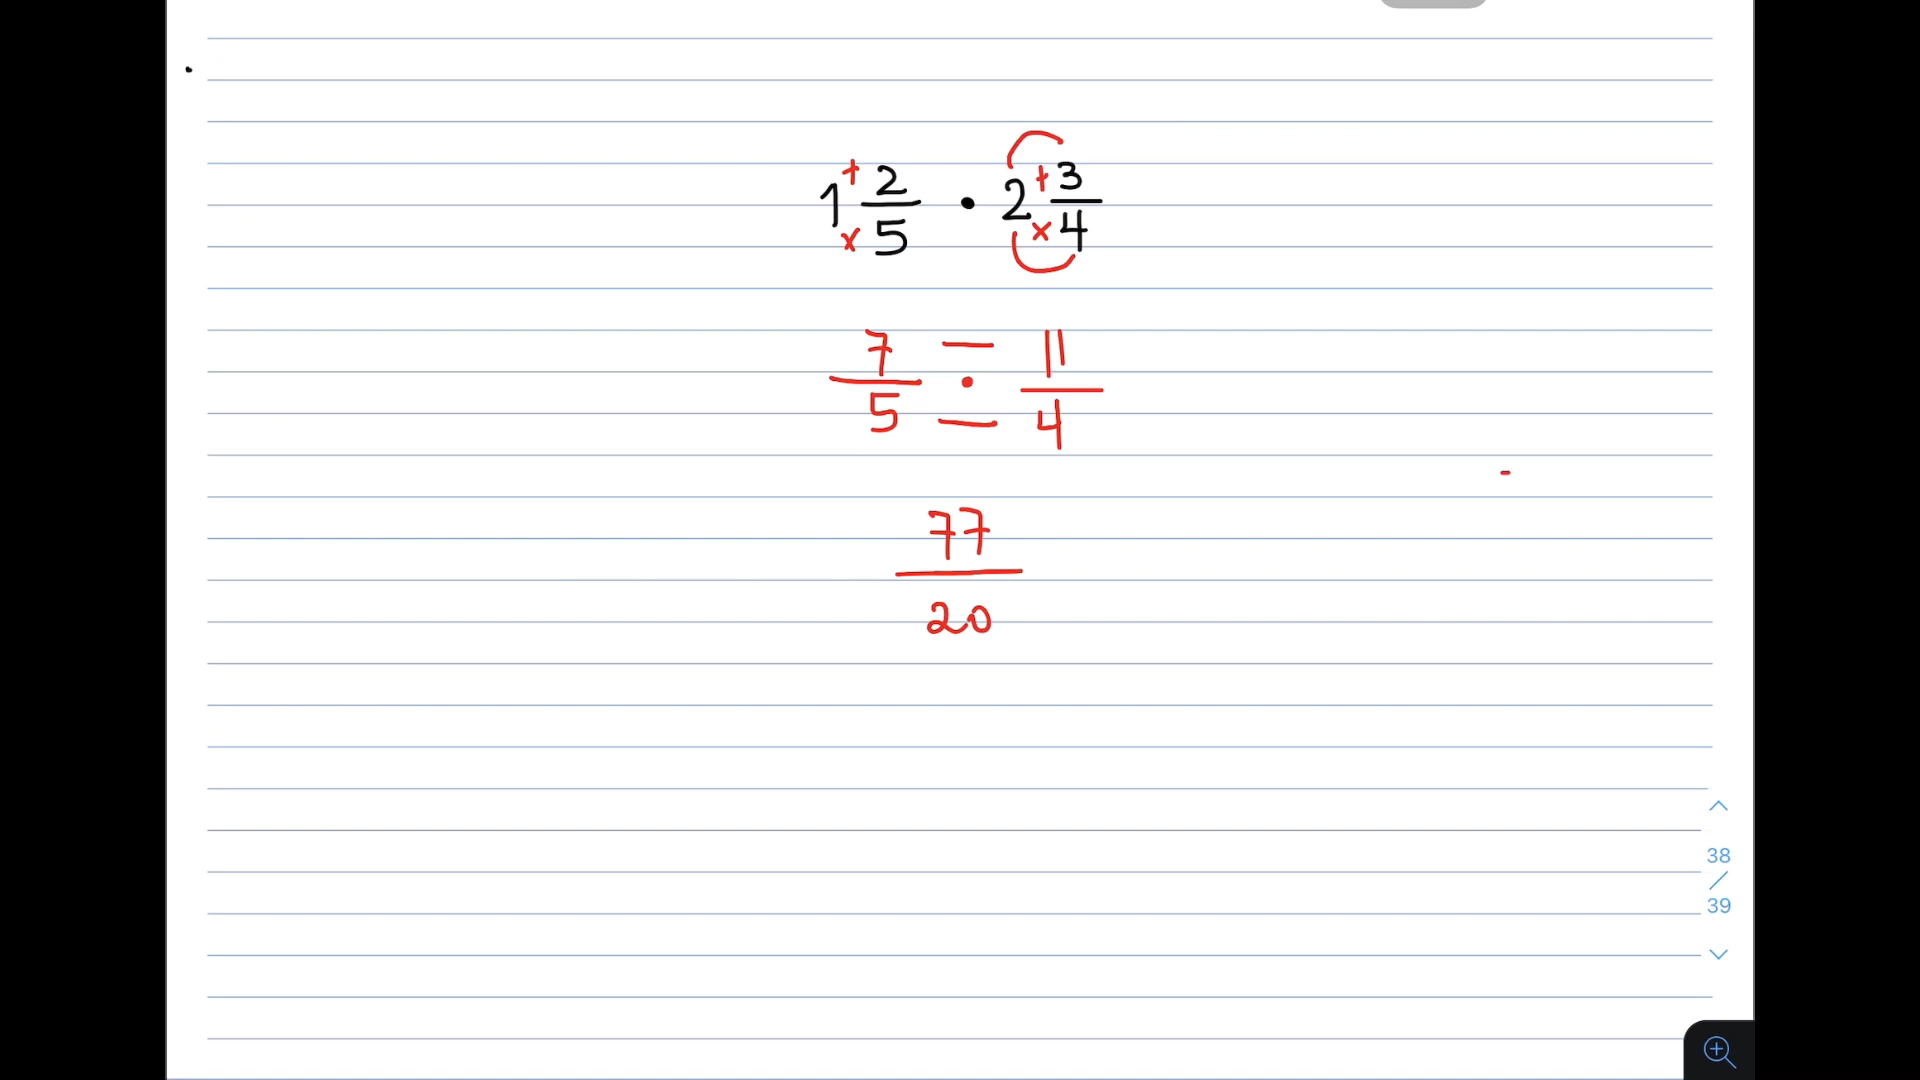 1 + 2/5 x • 2 + 3/4 x
7/5 = • = 11/4
77/20
38
/
39